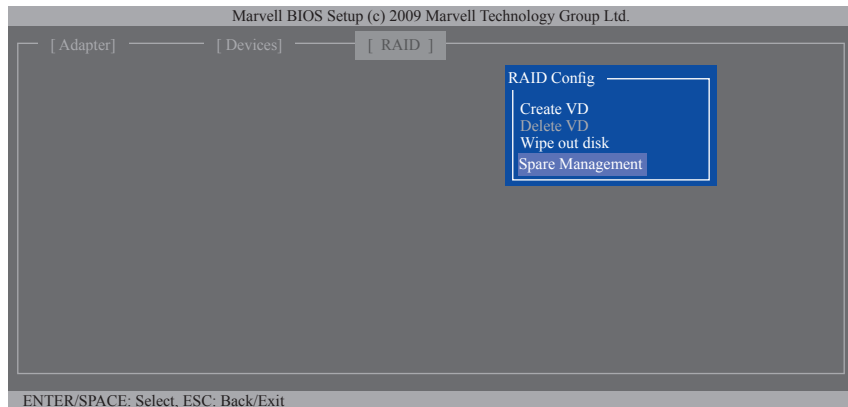 Marvell BIOS Setup (c) 2009 Marvell Technology Group Ltd.
[ Adapter] [ Devices] [ RAID ]
RAID Config
Create VD
Delete VD
Wipe out disk
Spare Management
ENTER/SPACE: Select, ESC: Back/Exit